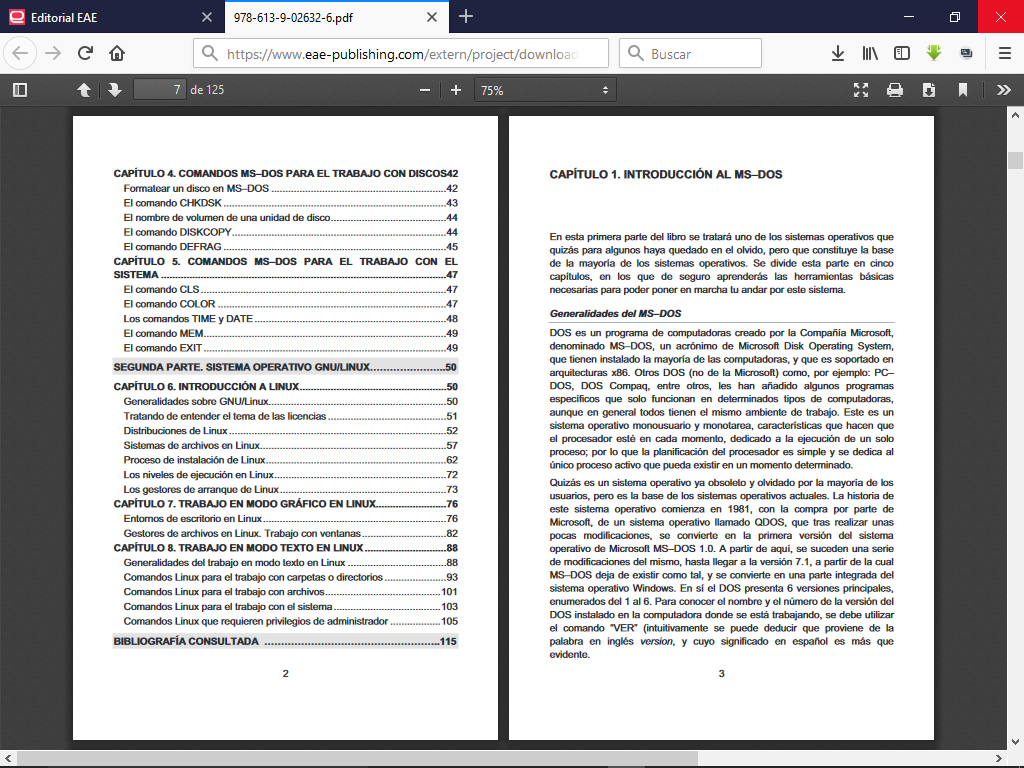 Editorial EAE
978-613-9-02632-6.pdf
https://www.eae-publishing.com/extern/project/download
Buscar
7 de 125
75%
CAPÍTULO 4. COMANDOS MS–DOS PARA EL TRABAJO CON DISCOS42
Formatear un disco en MS–DOS ..............................................................42
El comando CHKDSK ..............................................................................43
El nombre de volumen de una unidad de disco.........................................44
El comando DISKCOPY...........................................................................44
El comando DEFRAG ..............................................................................45
CAPÍTULO 5. COMANDOS MS–DOS PARA EL TRABAJO CON EL
SISTEMA ..................................................................................................47
El comando CLS......................................................................................47
El comando COLOR ................................................................................47
Los comandos TIME y DATE ...................................................................48
El comando MEM.....................................................................................49
El comando EXIT .....................................................................................49
SEGUNDA PARTE. SISTEMA OPERATIVO GNU/LINUX.........................50
CAPÍTULO 6. INTRODUCCIÓN A LINUX.................................................50
Generalidades sobre GNU/Linux..............................................................50
Tratando de entender el tema de las licencias ..........................................51
Distribuciones de Linux ............................................................................52
Sistemas de archivos en Linux.................................................................57
Proceso de instalación de Linux...............................................................62
Los niveles de ejecución en Linux............................................................72
Los gestores de arranque de Linux ..........................................................73
CAPÍTULO 7. TRABAJO EN MODO GRÁFICO EN LINUX.......................76
Entornos de escritorio en Linux................................................................76
Gestores de archivos en Linux. Trabajo con ventanas..............................82
CAPÍTULO 8. TRABAJO EN MODO TEXTO EN LINUX ...........................88
Generalidades del trabajo en modo texto en Linux ...................................88
Comandos Linux para el trabajo con carpetas o directorios ......................93
Comandos Linux para el trabajo con archivos.........................................101
Comandos Linux para el trabajo con el sistema ......................................103
Comandos Linux que requieren privilegios de administrador ..................105
BIBLIOGRAFÍA CONSULTADA ..............................................................115
2
CAPÍTULO 1. INTRODUCCIÓN AL MS–DOS
En esta primera parte del libro se tratará uno de los sistemas operativos que
quizás para algunos haya quedado en el olvido, pero que constituye la base
de la mayoría de los sistemas operativos. Se divide esta parte en cinco
capítulos, en los que de seguro aprenderás las herramientas básicas
necesarias para poder poner en marcha tu andar por este sistema.
Generalidades del MS–DOS
DOS es un programa de computadoras creado por la Compañia Microsoft,
denominado MS–DOS, un acrónimo de Microsoft Disk Operating System,
que tienen instalado la mayoría de las computadoras, y que es soportado en
arquitecturas x86. Otros DOS (no de la Microsoft) como, por ejemplo: PC–
DOS, DOS Compaq, entre otros, les han añadido algunos programas
específicos que solo funcionan en determinados tipos de computadoras,
aunque en general todos tienen el mismo ambiente de trabajo. Este es un
sistema operativo monousuario y monotarea, características que hacen que
el procesador esté en cada momento, dedicado a la ejecución de un solo
proceso; por lo que la planificación del procesador es simple y se dedica al
único proceso activo que pueda existir en un momento determinado.
Quizás es un sistema operativo ya obsoleto y olvidado por la mayoría de los
usuarios, pero es la base de los sistemas operativos actuales. La historia de
este sistema operativo comienza en 1981, con la compra por parte de
Microsoft, de un sistema operativo llamado QDOS, que tras realizar unas
pocas modificaciones, se convierte en la primera versión del sistema
operativo de Microsoft MS–DOS 1.0. A partir de aquí, se suceden una serie
de modificaciones del mismo, hasta llegar a la versión 7.1, a partir de la cual
MS–DOS deja de existir como tal, y se convierte en una parte integrada del
sistema operativo Windows. En sí el DOS presenta 6 versiones principales,
enumerados del 1 al 6. Para conocer el nombre y el número de la versión del
DOS instalado en la computadora donde se está trabajando, se debe utilizar
el comando "VER" (intuitivamente se puede deducir que proviene de la
palabra en inglés version, y cuyo significado en español es más que
evidente.
3